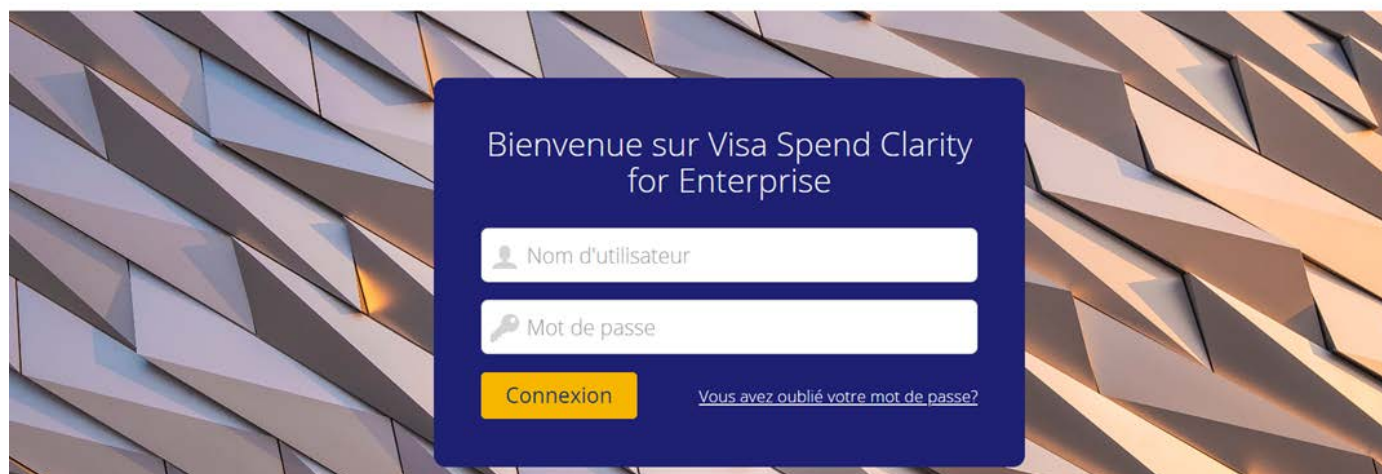 Bienvenue sur Visa Spend Clarity
for Enterprise
Nom d'utilisateur
Mot de passe
Connexion
Vous avez oublié votre mot de passe?